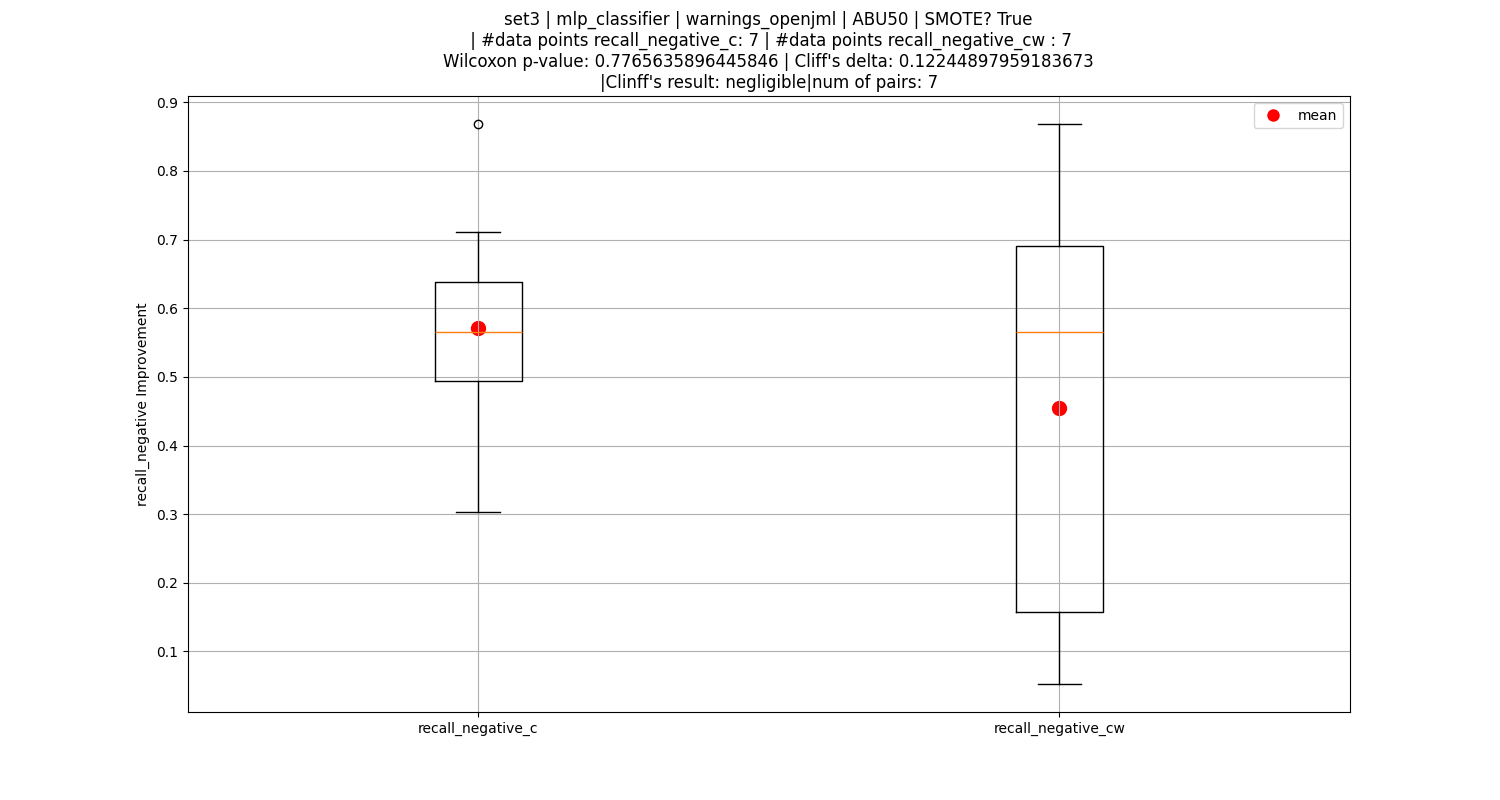 set3 | mlp_classifier | warnings_openjml | ABU50 | SMOTE? True
| #data points recall_negative_c: 7 | #data points recall_negative_cw : 7
Wilcoxon p-value: 0.7765635896445846 | Cliff's delta: 0.12244897959183673
|Clinff's result: negligible|num of pairs: 7
mean
0.9
0.8
0.7
0.6
0.5
0.4
0.3
0.2
0.1
recall_negative Improvement
recall_negative_c
recall_negative_cw